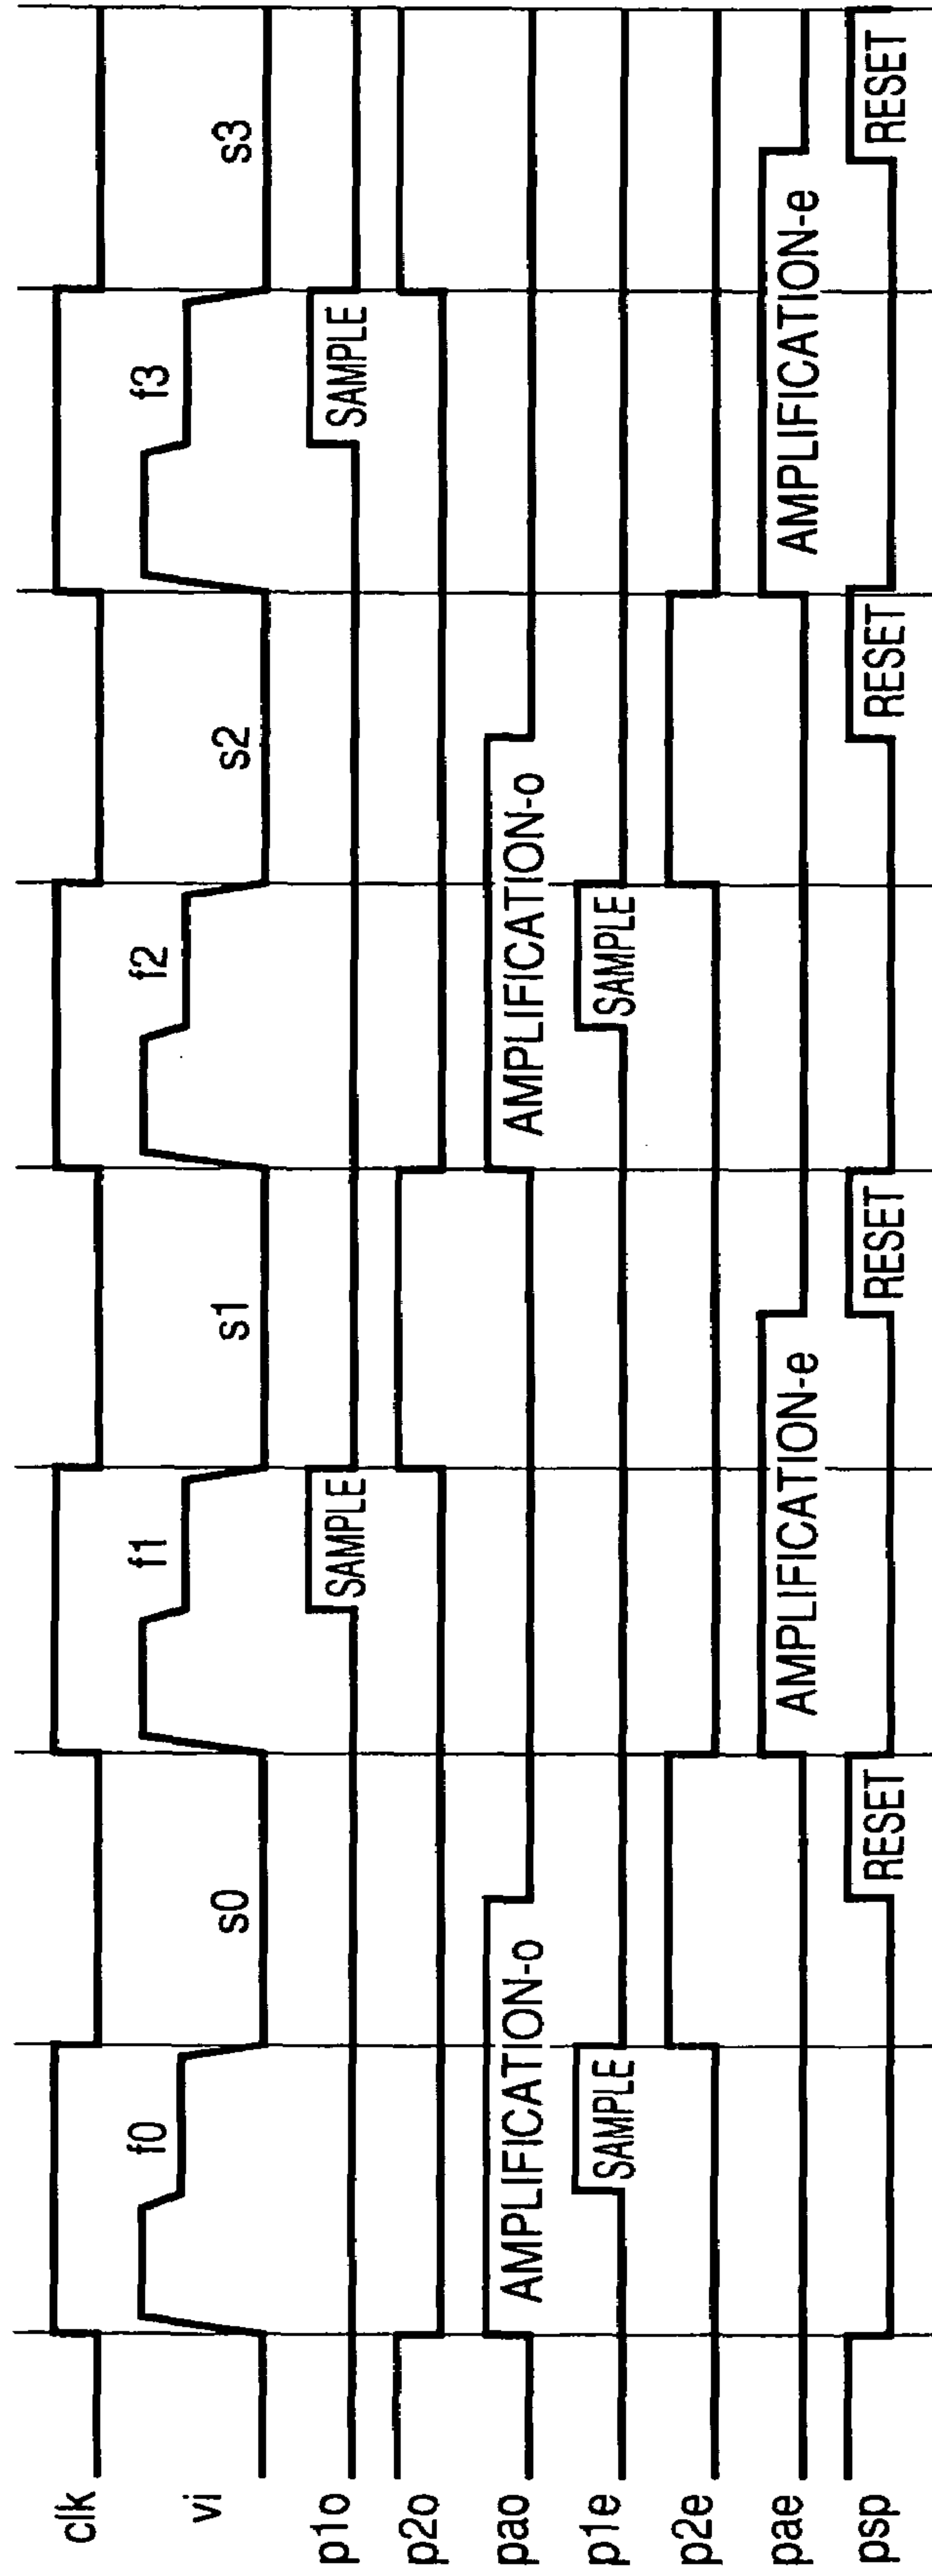 clk
vi f0 s0 f1 s1 f2 s2 f3 s3
p1o SAMPLE SAMPLE
p2o
pao AMPLIFICATION-o AMPLIFICATION-o
p1e SAMPLE SAMPLE
p2e
pae AMPLIFICATION-e AMPLIFICATION-e
psp RESET RESET RESET RESET